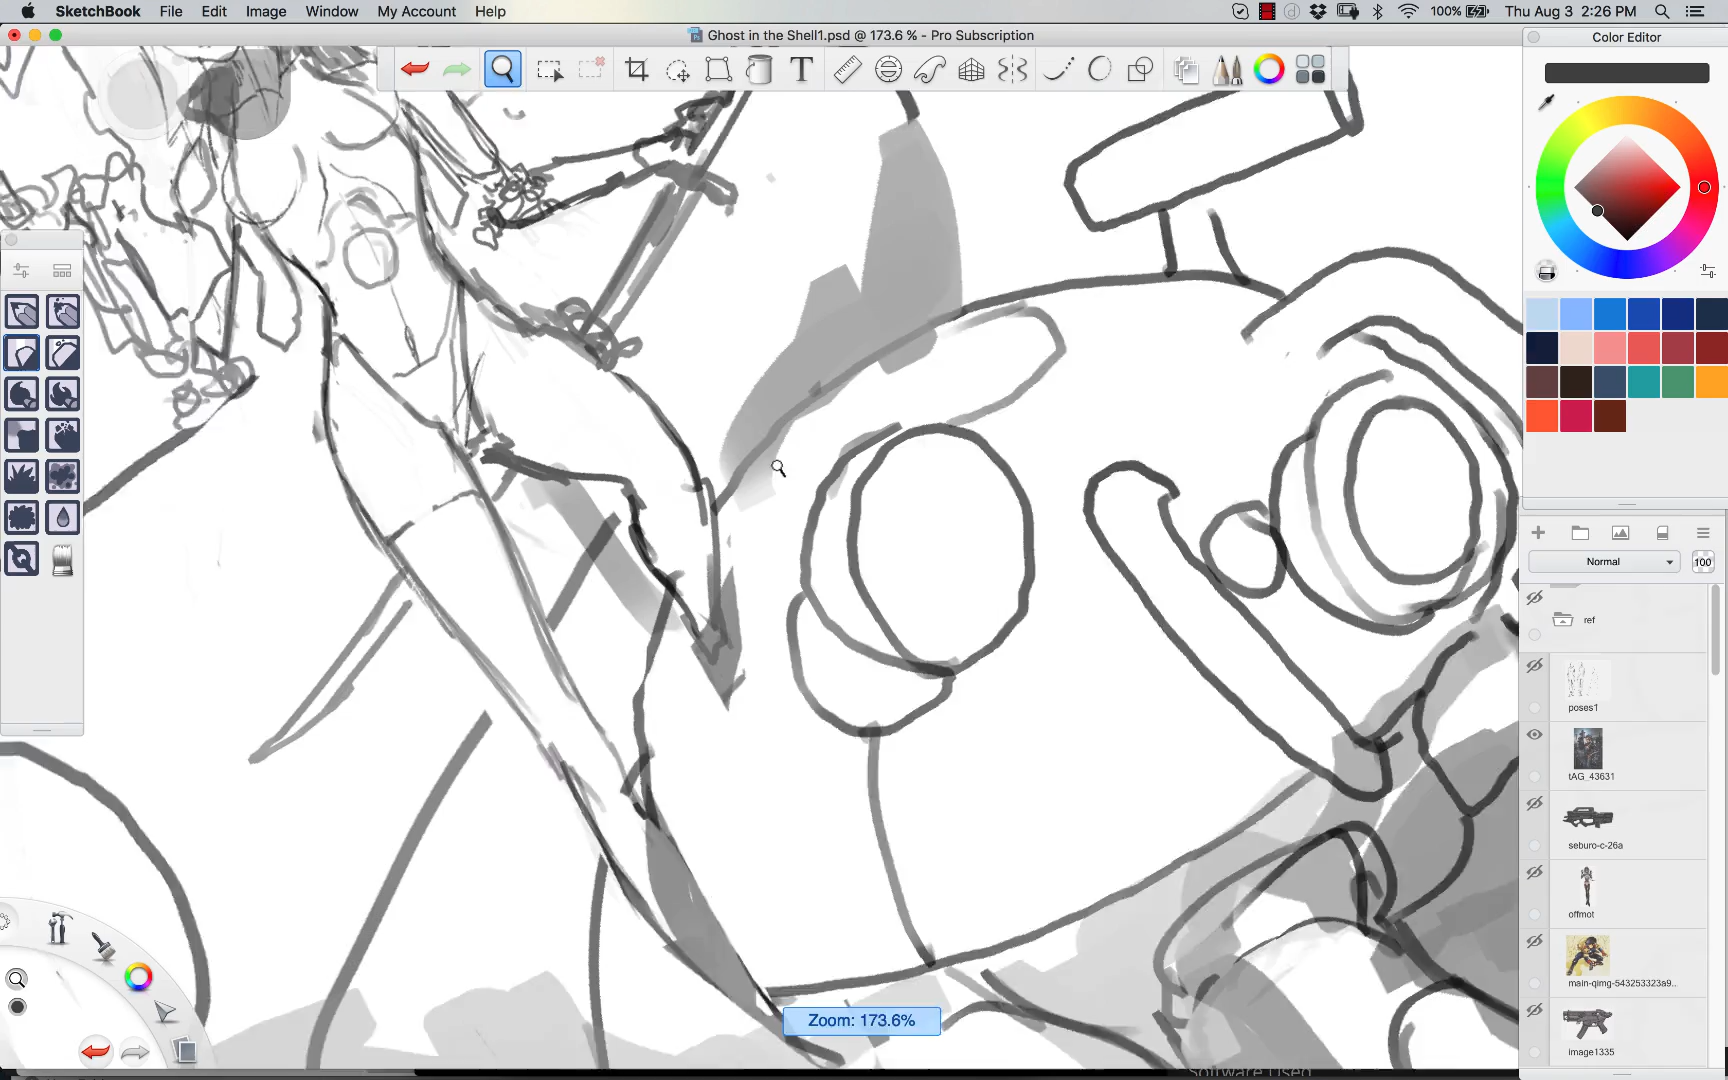 SketchBook File Edit Image Window My Account Help 100% Thu Aug 3 2:26 PM
Ghost in the Shell1.psd @ 173.6 % - Pro Subscription
Color Editor
T
Normal 100
ref
poses1
tAG_43631
seburo-c-26a
offmot
main-qimg-543253323a9..
image1335
Zoom: 173.6%
Software Used